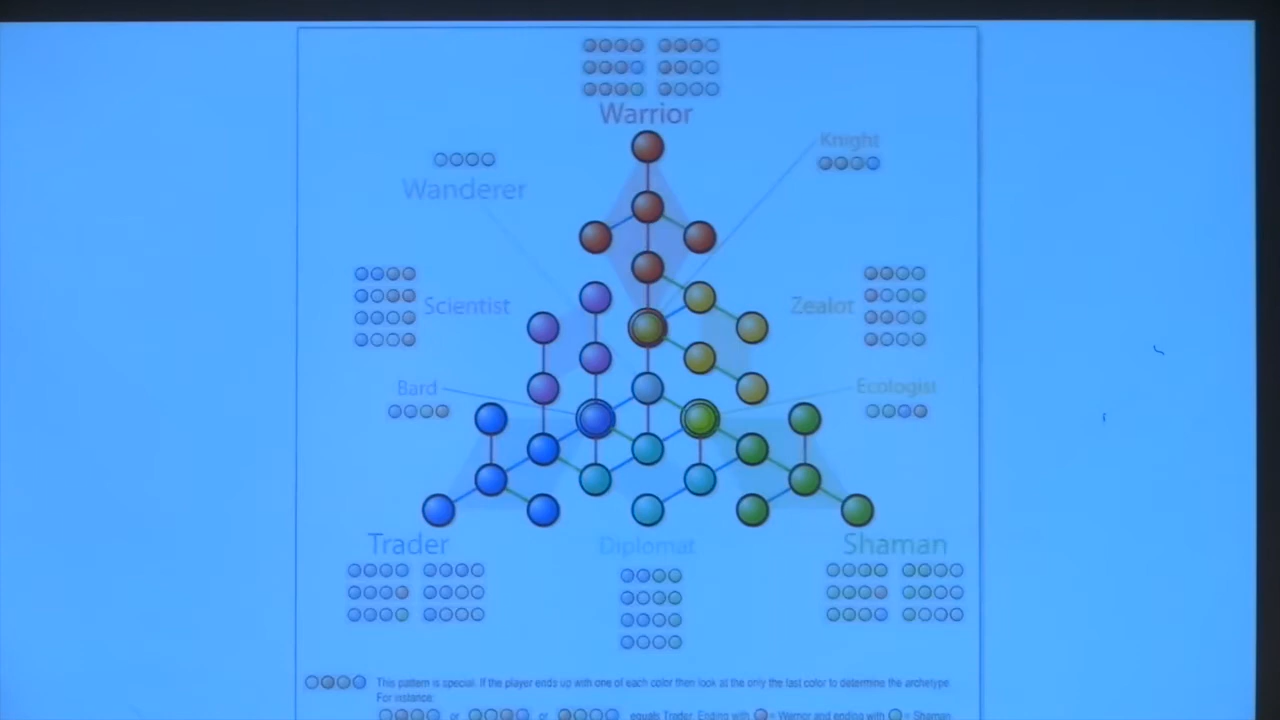 Warrior
Knight
Wanderer
Scientist
Zealot
Bard
Ecologist
Trader
Diplomat
Shaman
This pattern is special. If the player ends up with one of each color then look at the only the last color to determine the archetype.
For instance:
or or equals Trader. Ending with = Warrior and ending with = Shaman